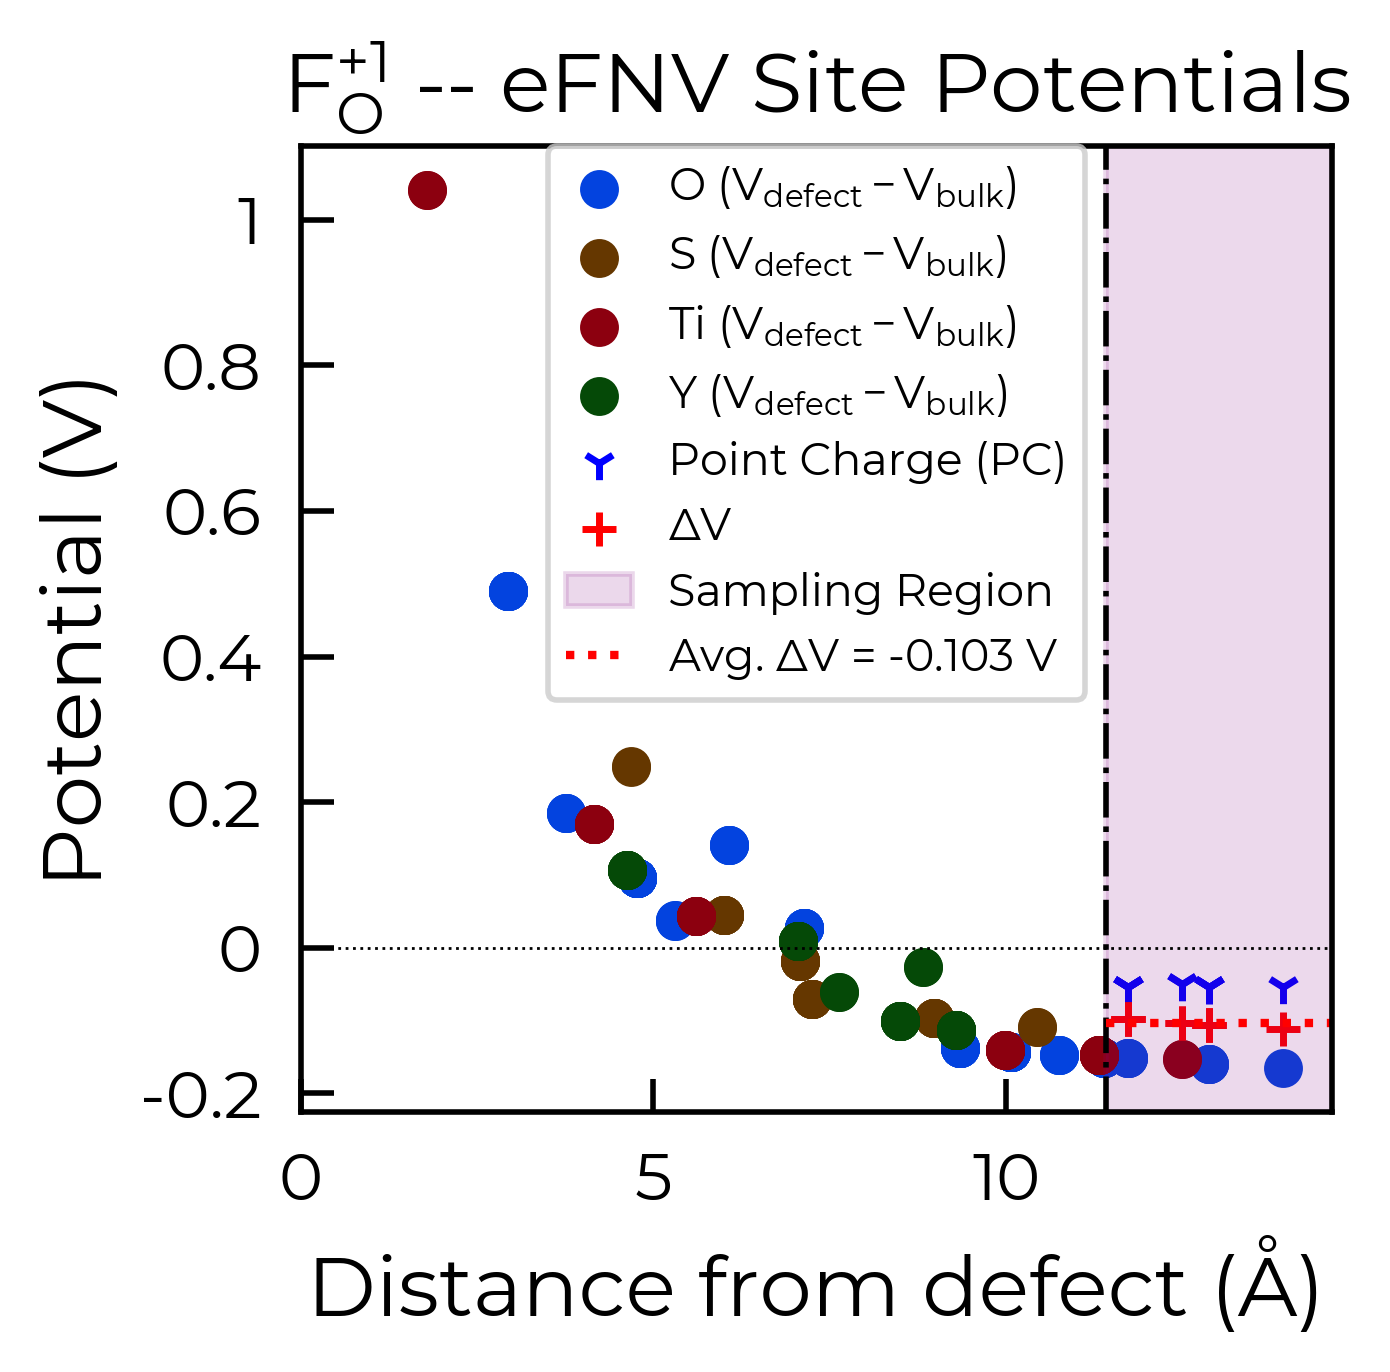 F_O^{+1} -- eFNV Site Potentials
O (V_defect – V_bulk)
S (V_defect – V_bulk)
Ti (V_defect – V_bulk)
Y (V_defect – V_bulk)
Point Charge (PC)
ΔV
Sampling Region
Avg. ΔV = -0.103 V
Potential (V)
1
0.8
0.6
0.4
0.2
0
-0.2
0 5 10
Distance from defect (Å)